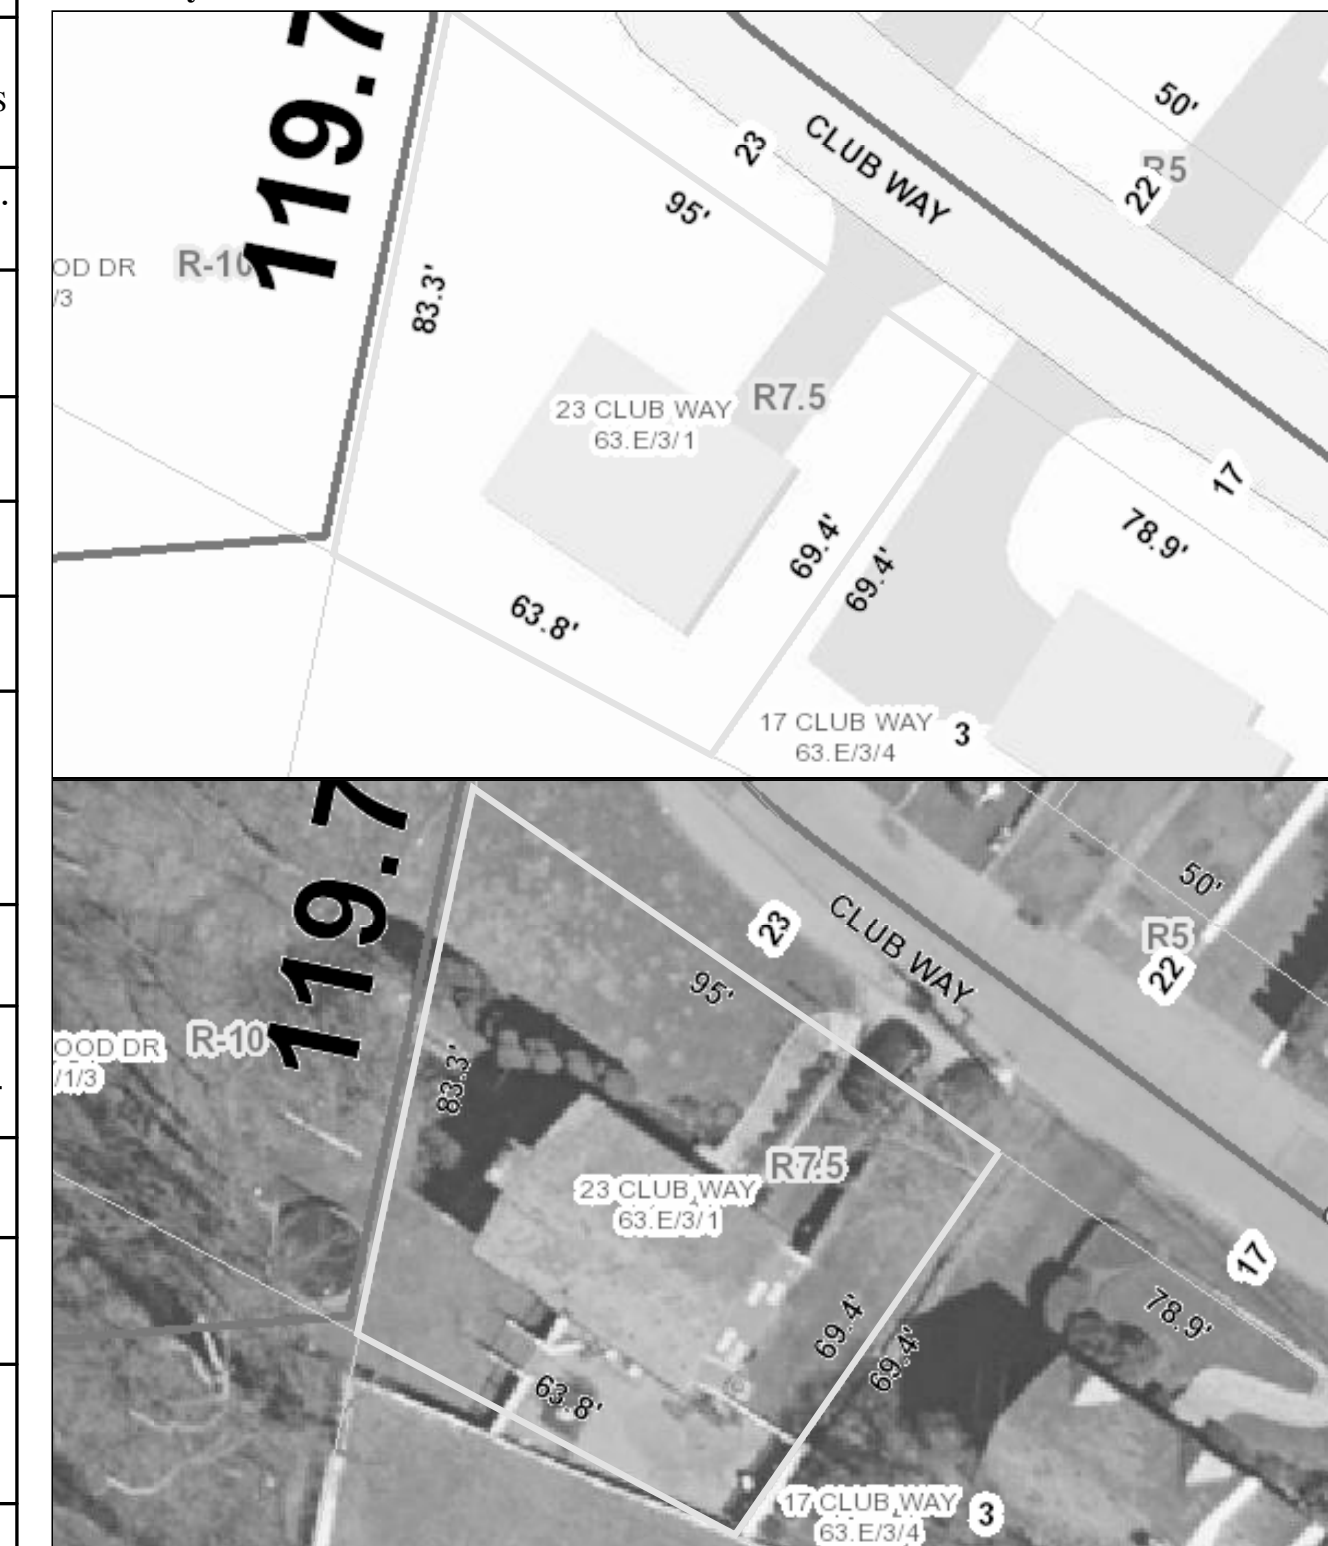 119.7
50'
CLUB WAY
23
R5
22
95'
OD DR
/3
R-10
83.3'
23 CLUB WAY
63.E/3/1
R7.5
17
78.9'
69.4'
69.4'
63.8'
17 CLUB WAY
63.E/3/4
3
119.7
50'
CLUB WAY
23
R5
22
95'
OOD DR
/1/3
R-10
83.3'
23 CLUB WAY
63.E/3/1
R7.5
17
78.9'
69.4'
69.4'
63.8'
17 CLUB WAY
63.E/3/4
3